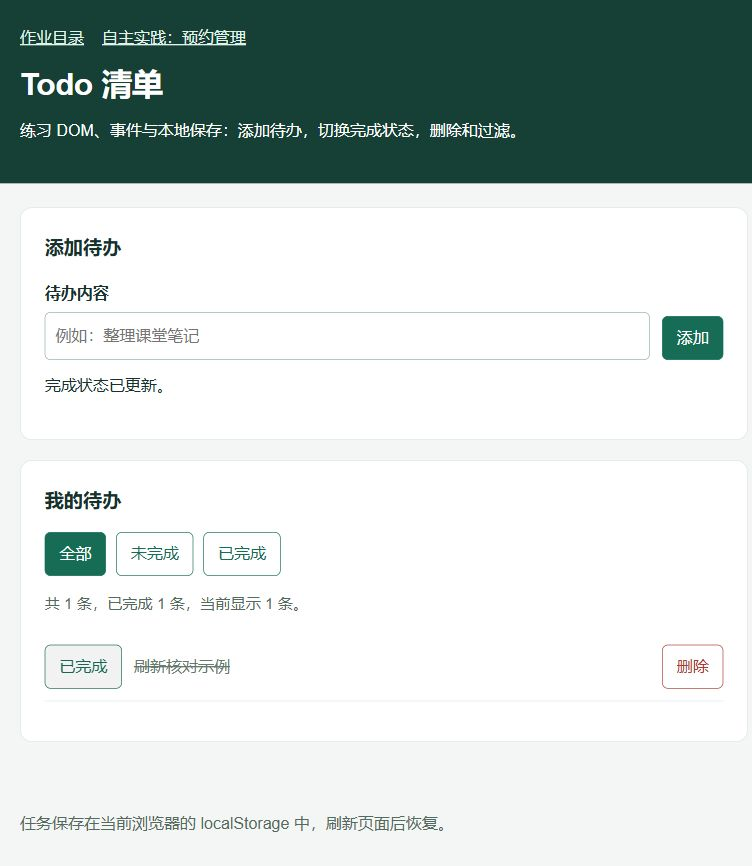 作业目录 自主实践：预约管理
Todo 清单
练习 DOM、事件与本地保存：添加待办，切换完成状态，删除和过滤。
添加待办
待办内容
例如：整理课堂笔记 添加
完成状态已更新。
我的待办
全部 未完成 已完成
共 1 条，已完成 1 条，当前显示 1 条。
已完成 刷新核对示例 删除
任务保存在当前浏览器的 localStorage 中，刷新页面后恢复。